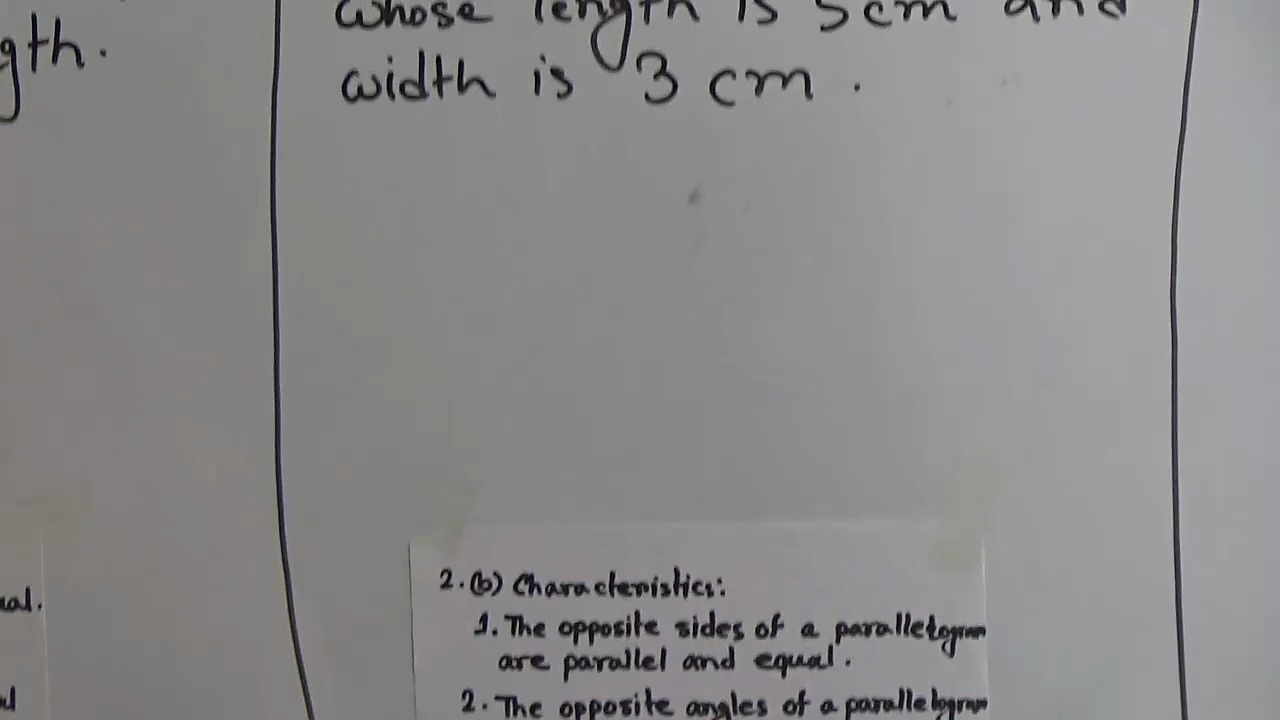 gth.
whose length is 5cm and
width is 3 cm.
2.(b) Characteristics:
1. The opposite sides of a parallelogram
are parallel and equal.
2. The opposite angles of a parallelogram